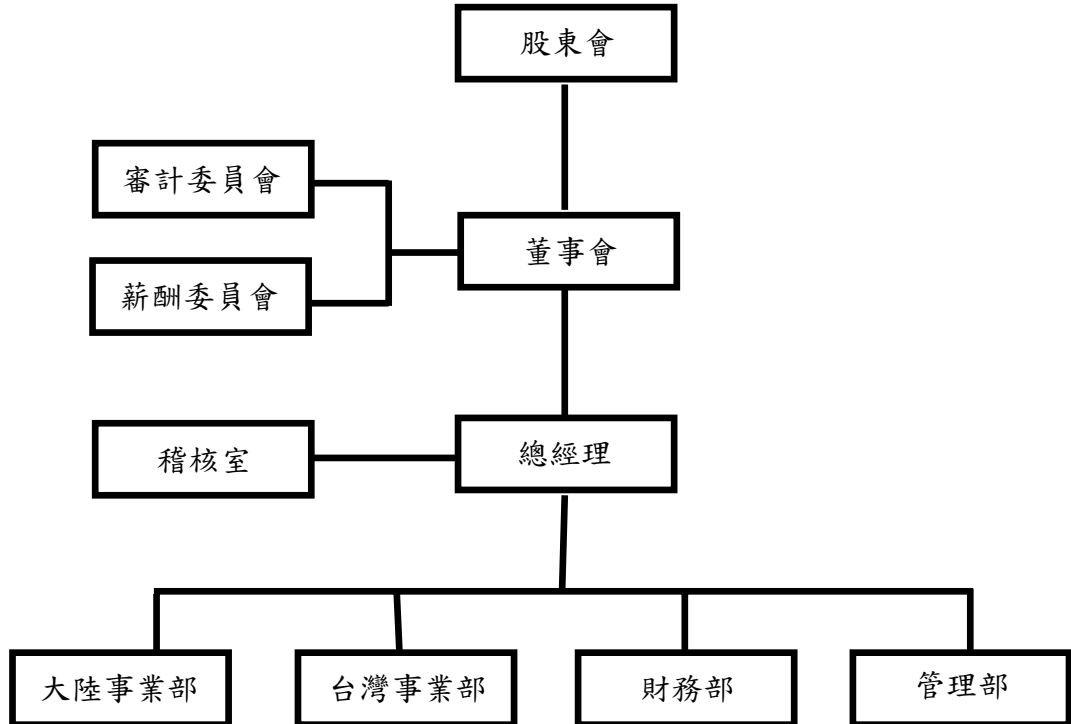 股東會
審計委員會
董事會
薪酬委員會
稽核室
總經理
大陸事業部
台灣事業部
財務部
管理部